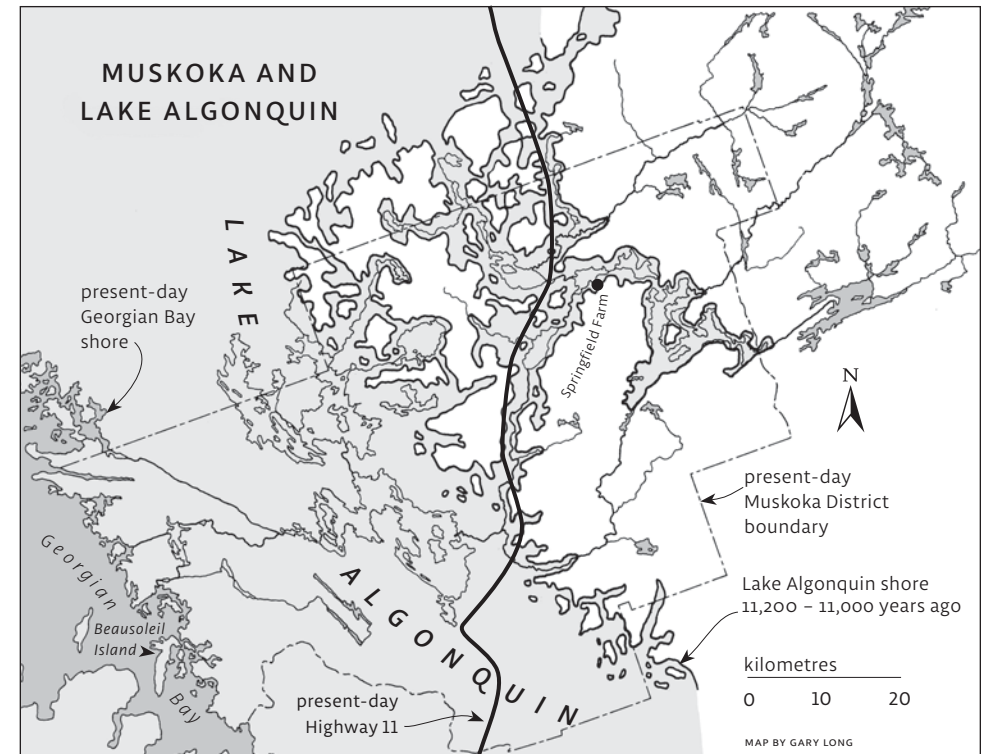 MUSKOKA AND
LAKE ALGONQUIN
LAKE
present-day
Georgian Bay
shore
Springfield Farm
N
present-day
Muskoka District
boundary
Georgian
Bay
Beausoleil
Island
ALGONQUIN
Lake Algonquin shore
11,200 – 11,000 years ago
present-day
Highway 11
kilometres
0 10 20
MAP BY GARY LONG